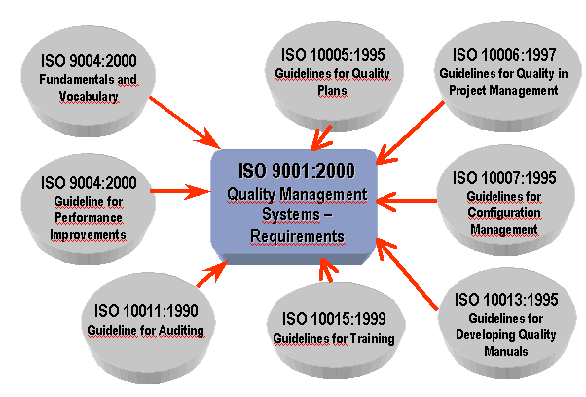 ISO 9004:2000
Fundamentals and
Vocabulary
ISO 10005:1995
Guidelines for Quality
Plans
ISO 10006:1997
Guidelines for Quality in
Project Management
ISO 9004:2000
Guideline for
Performance
Improvements
ISO 9001:2000
Quality Management
Systems –
Requirements
ISO 10007:1995
Guidelines for
Configuration
Management
ISO 10011:1990
Guideline for Auditing
ISO 10015:1999
Guidelines for Training
ISO 10013:1995
Guidelines for
Developing Quality
Manuals